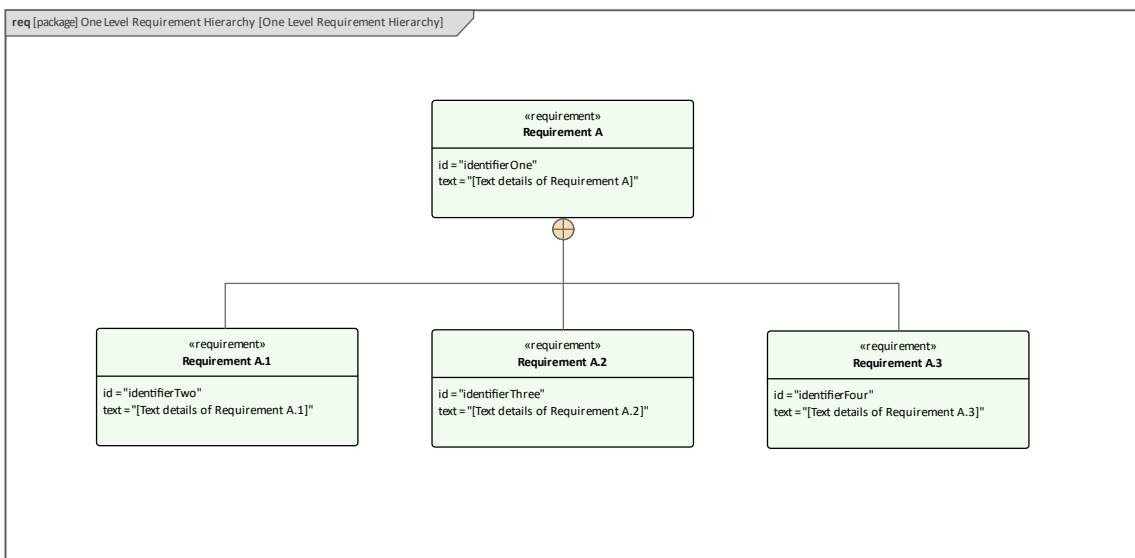 req [package] One Level Requirement Hierarchy [One Level Requirement Hierarchy]
«requirement»
Requirement A
id = "identifierOne"
text = "[Text details of Requirement A]"
«requirement»
Requirement A.1
id = "identifierTwo"
text = "[Text details of Requirement A.1]"
«requirement»
Requirement A.2
id = "identifierThree"
text = "[Text details of Requirement A.2]"
«requirement»
Requirement A.3
id = "identifierFour"
text = "[Text details of Requirement A.3]"